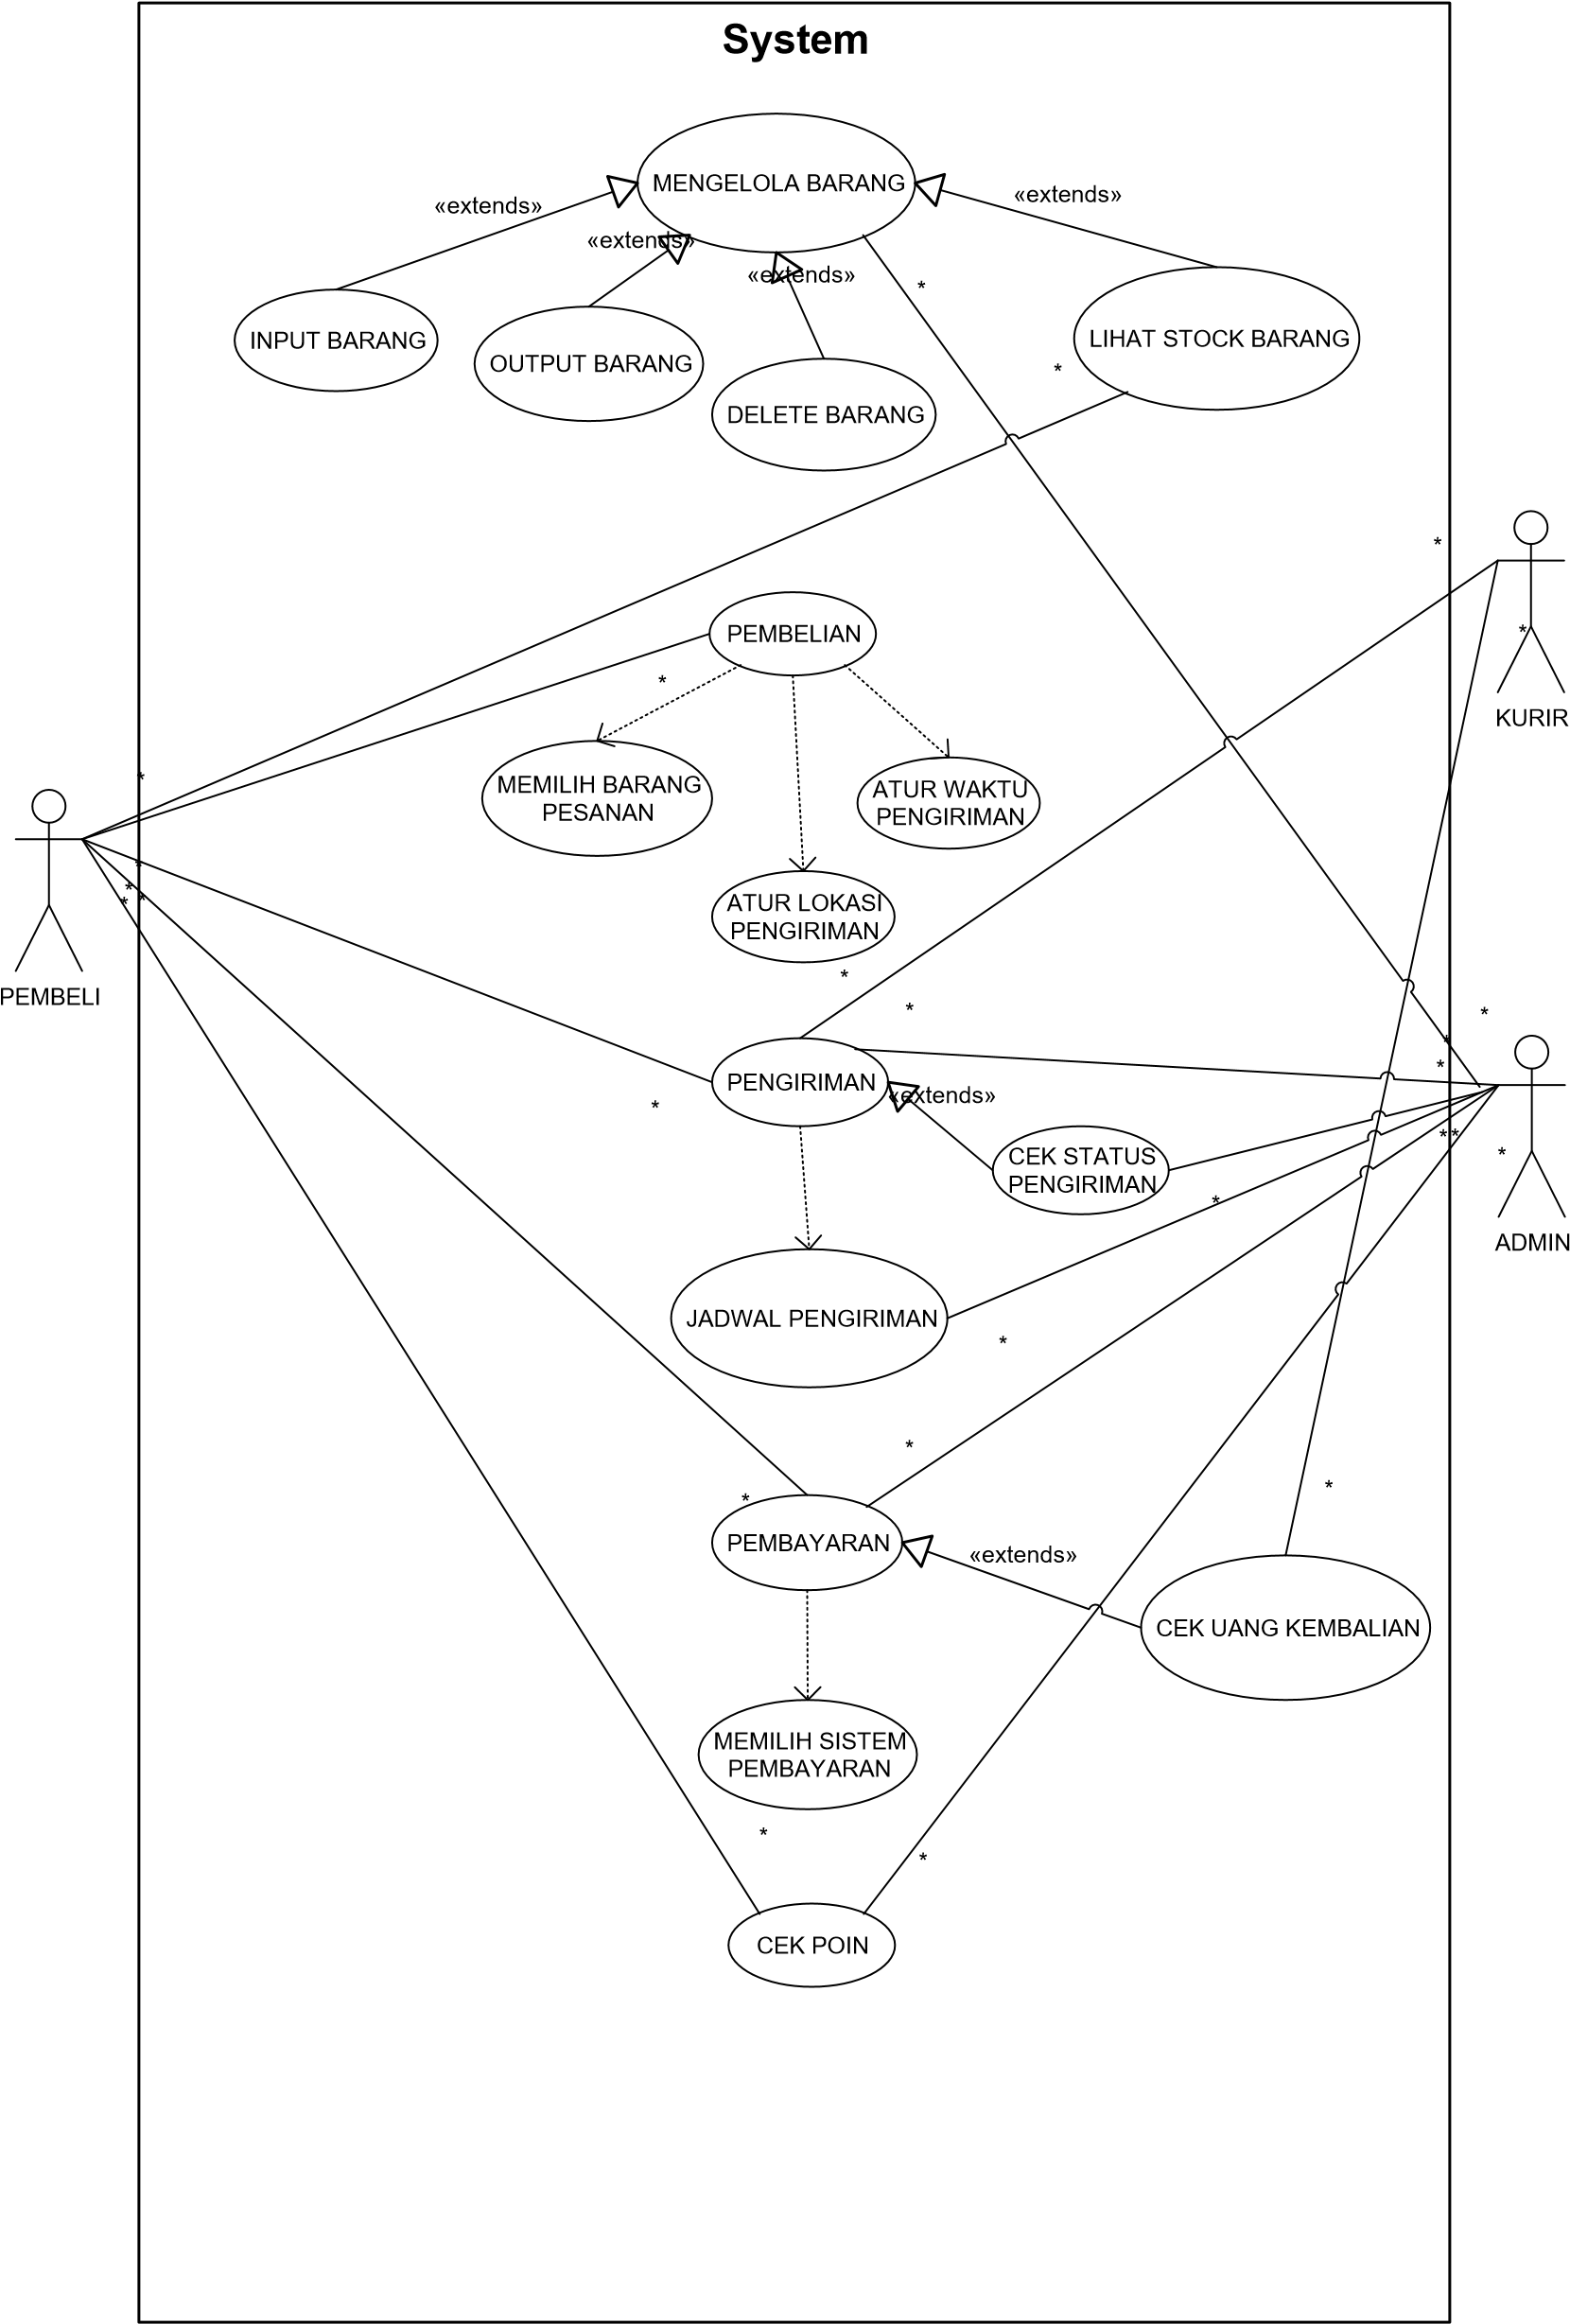 System
MENGELOLA BARANG
«extends»
«extends»
«extends»
«extends»
*
INPUT BARANG
OUTPUT BARANG
DELETE BARANG
LIHAT STOCK BARANG
*
*
PEMBELIAN
*
*
KURIR
*
MEMILIH BARANG
PESANAN
ATUR WAKTU
PENGIRIMAN
*
*
*
*
ATUR LOKASI
PENGIRIMAN
PEMBELI
*
*
*
*
*
PENGIRIMAN
«extends»
*
CEK STATUS
PENGIRIMAN
*
*
*
*
ADMIN
JADWAL PENGIRIMAN
*
*
*
*
PEMBAYARAN
«extends»
CEK UANG KEMBALIAN
MEMILIH SISTEM
PEMBAYARAN
*
*
CEK POIN